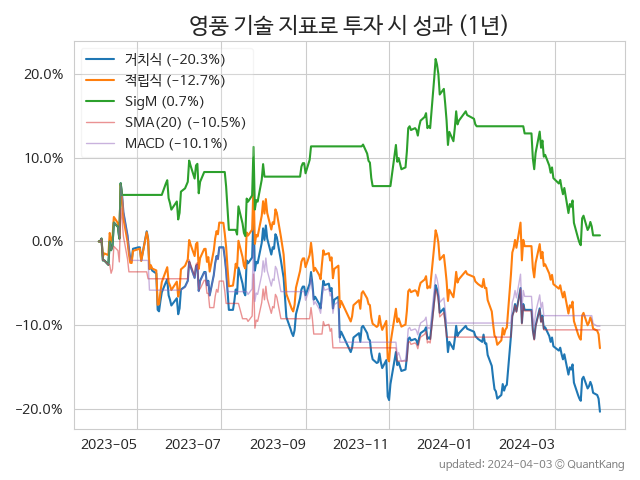 영풍 기술 지표로 투자 시 성과 (1년)
거치식 (−20.3%)
적립식 (−12.7%)
SigM (0.7%)
SMA(20) (−10.5%)
MACD (−10.1%)
20.0%
10.0%
0.0%
−10.0%
−20.0%
2023-05 2023-07 2023-09 2023-11 2024-01 2024-03
updated: 2024-04-03 © QuantKang